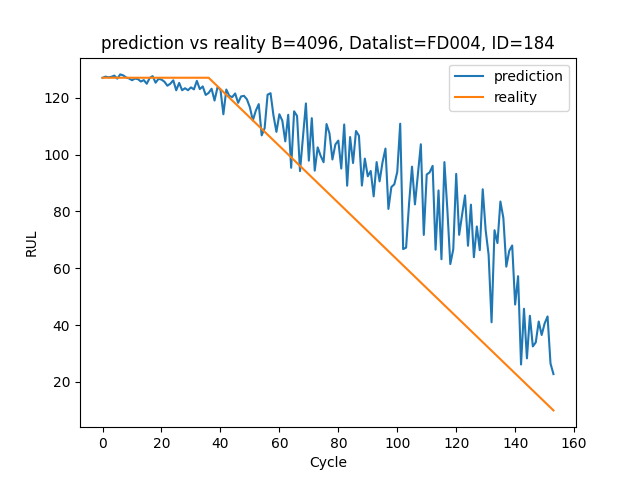 prediction vs reality B=4096, Datalist=FD004, ID=184
prediction
reality
RUL
120
100
80
60
40
20
0 20 40 60 80 100 120 140 160
Cycle